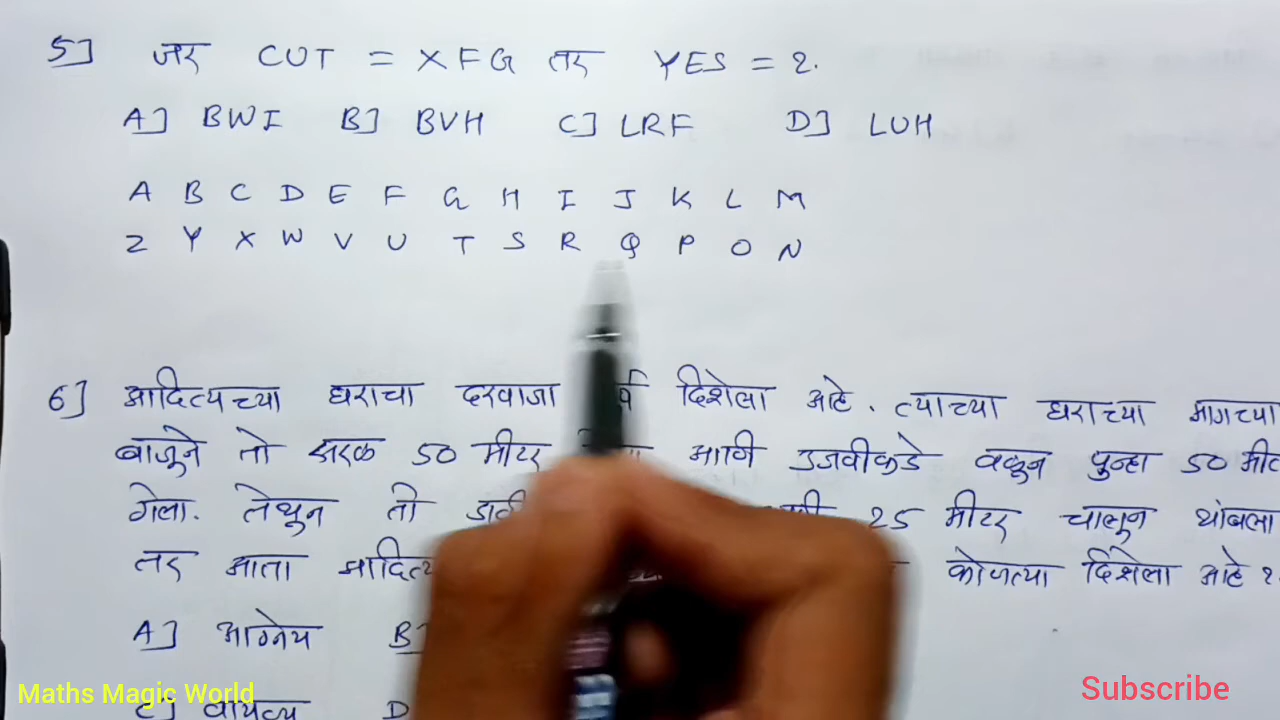 5] जर CUT = XFG तर YES = ?.
A] BWI B] BVH C] LRF D] LUH
A B C D E F G H I J K L M
Z Y X W V U T S R Q P O N
6] आदित्यच्या घराचा दरवाजा दिशेला आहे. त्याच्या घराच्या मागच्या
बाजूने तो सरळ 50 मीटर आणि उजवीकडे वळून पुन्हा 50
गेला. तेथून तो 25 मीटर चालून थांबला
तर आता कोणत्या दिशेला आहे ?
A] आग्नेय B]
C] वायव्य D
Maths Magic World
Subscribe